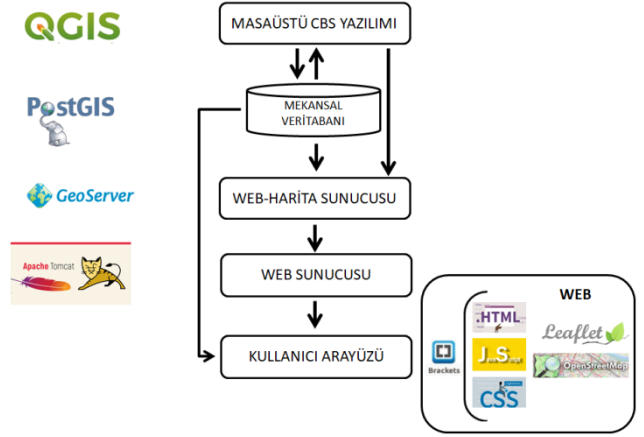 QGIS
MASAÜSTÜ CBS YAZILIMI
PostGIS
MEKANSAL
VERİTABANI
GeoServer
WEB-HARİTA SUNUCUSU
Apache Tomcat
WEB SUNUCUSU
KULLANICI ARAYÜZÜ
WEB
HTML
Leaflet
Brackets
OpenStreetMap
CSS